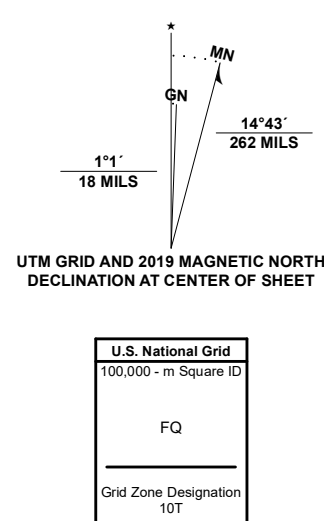 ★
MN
GN
14°43´
262 MILS
1°1´
18 MILS
UTM GRID AND 2019 MAGNETIC NORTH
DECLINATION AT CENTER OF SHEET
U.S. National Grid
100,000 - m Square ID
FQ
Grid Zone Designation
10T